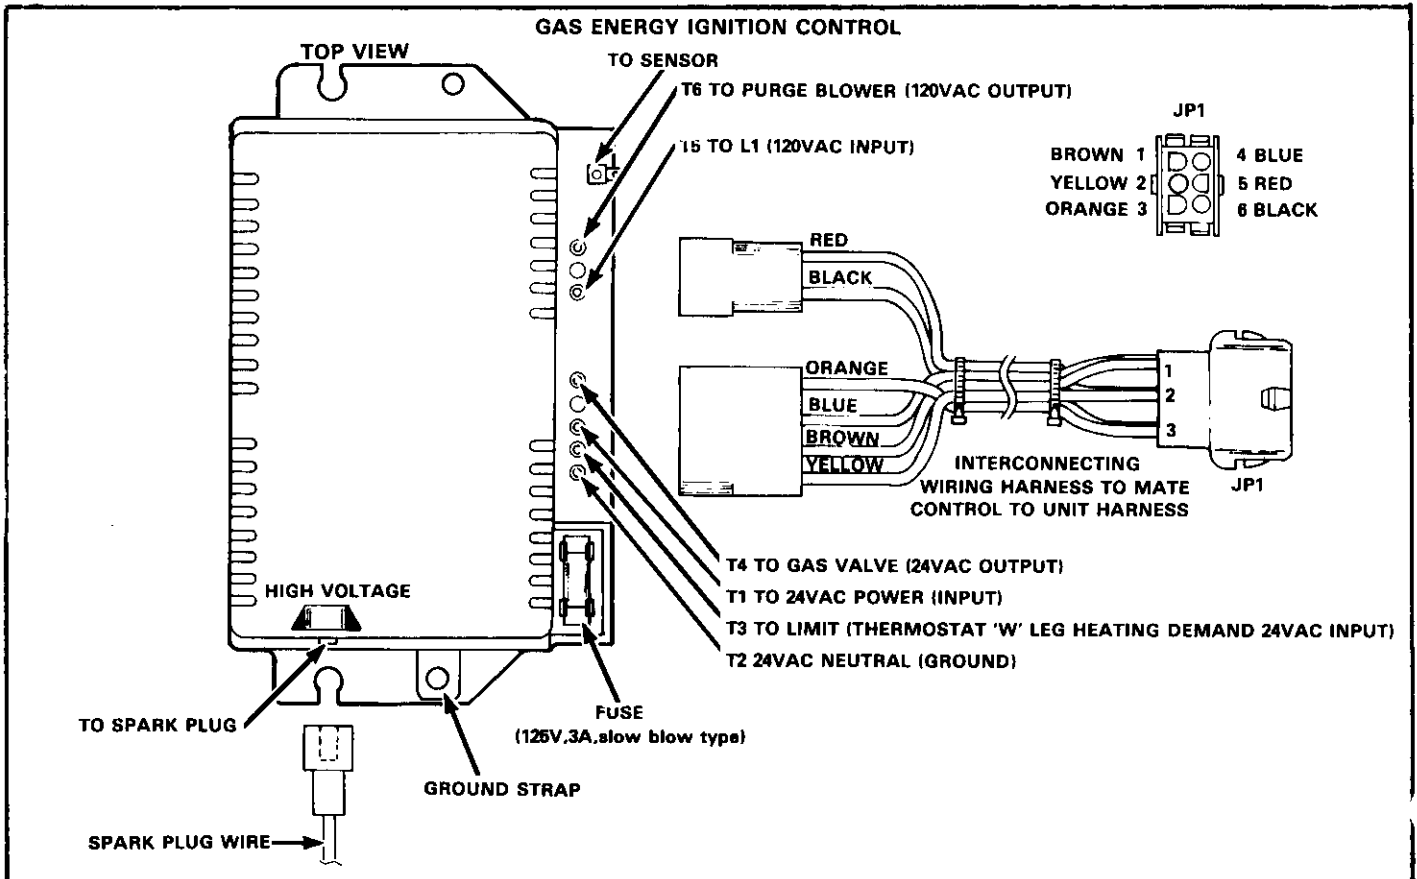 GAS ENERGY IGNITION CONTROL
TOP VIEW
TO SENSOR
T6 TO PURGE BLOWER (120VAC OUTPUT)
T5 TO L1 (120VAC INPUT)
JP1
BROWN 1
4 BLUE
YELLOW 2
5 RED
ORANGE 3
6 BLACK
RED
BLACK
ORANGE
BLUE
BROWN
YELLOW
1
2
3
JP1
INTERCONNECTING
WIRING HARNESS TO MATE
CONTROL TO UNIT HARNESS
T4 TO GAS VALVE (24VAC OUTPUT)
T1 TO 24VAC POWER (INPUT)
T3 TO LIMIT (THERMOSTAT 'W' LEG HEATING DEMAND 24VAC INPUT)
T2 24VAC NEUTRAL (GROUND)
HIGH VOLTAGE
TO SPARK PLUG
FUSE
(125V,3A,slow blow type)
GROUND STRAP
SPARK PLUG WIRE